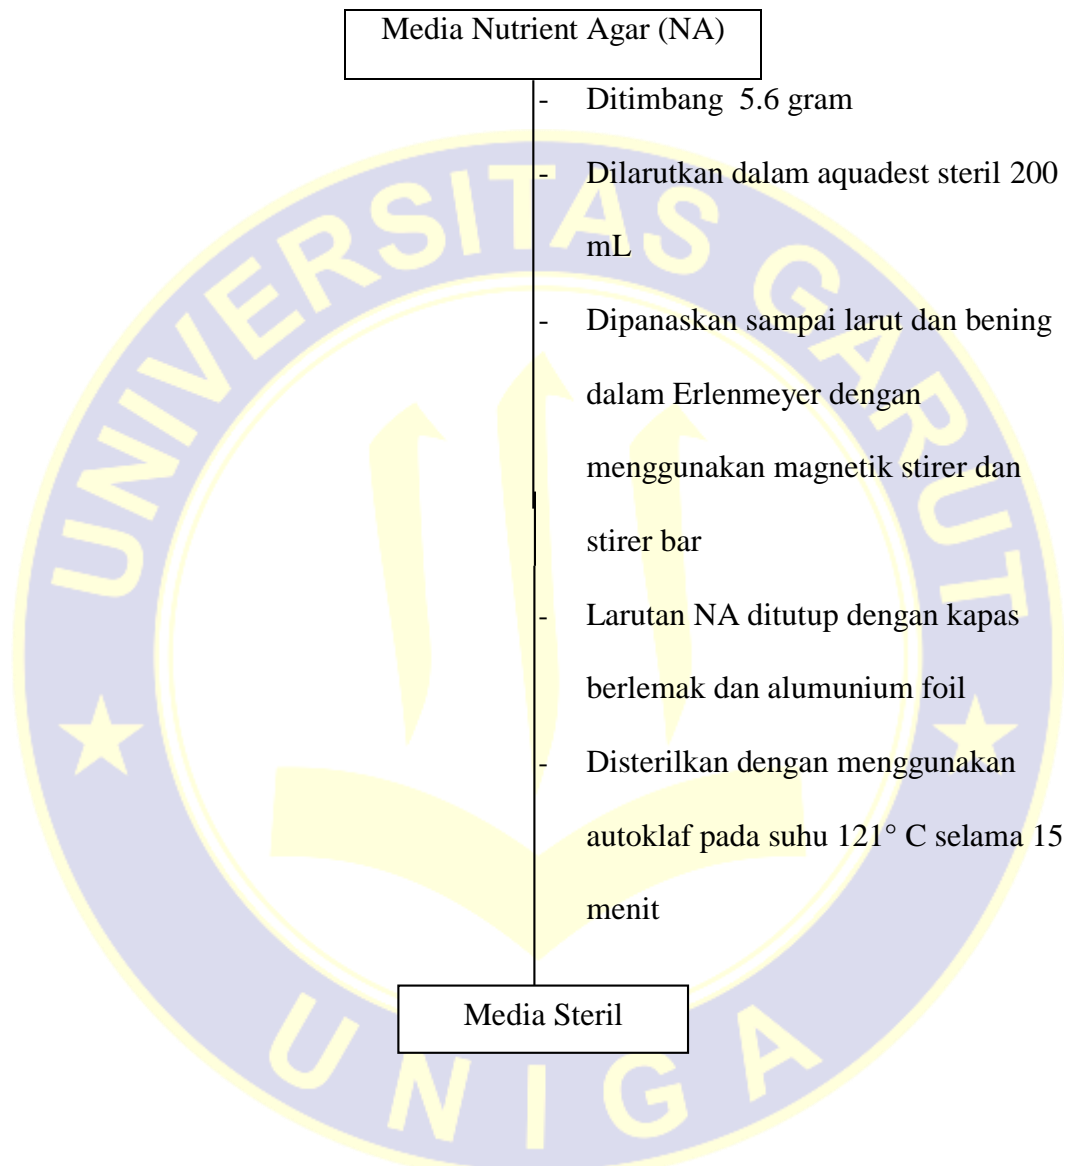 Media Nutrient Agar (NA)
- Ditimbang  5.6 gram
- Dilarutkan dalam aquadest steril 200
mL
- Dipanaskan sampai larut dan bening
dalam Erlenmeyer dengan
menggunakan magnetik stirer dan
stirer bar
- Larutan NA ditutup dengan kapas
berlemak dan alumunium foil
- Disterilkan dengan menggunakan
autoklaf pada suhu 121° C selama 15
menit
Media Steril
UNIVERSITAS GARUT
UNIGA